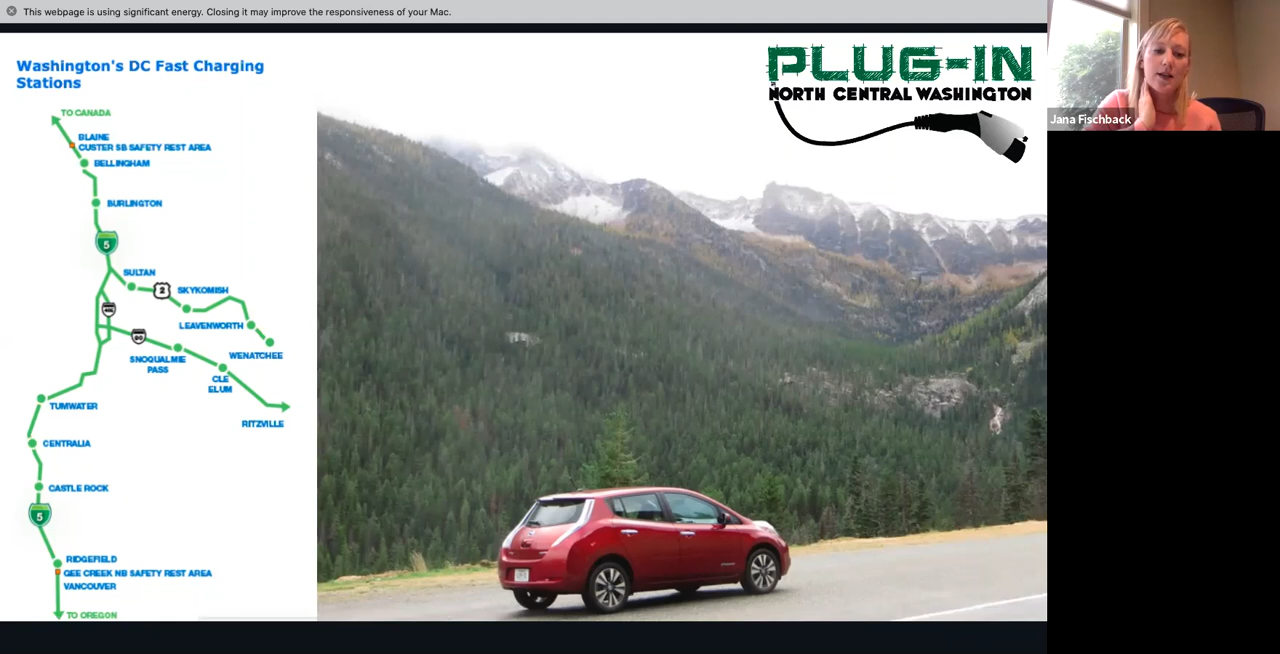 This webpage is using significant energy. Closing it may improve the responsiveness of your Mac.
Washington's DC Fast Charging
Stations
PLUG-IN
NORTH CENTRAL WASHINGTON
Jana Fischback
TO CANADA
BLAINE
CUSTER SB SAFETY REST AREA
BELLINGHAM
BURLINGTON
5
SULTAN
2
SKYKOMISH
405
LEAVENWORTH
90
WENATCHEE
SNOQUALMIE
PASS
CLE
ELUM
TUMWATER
RITZVILLE
CENTRALIA
CASTLE ROCK
5
RIDGEFIELD
GEE CREEK NB SAFETY REST AREA
VANCOUVER
TO OREGON